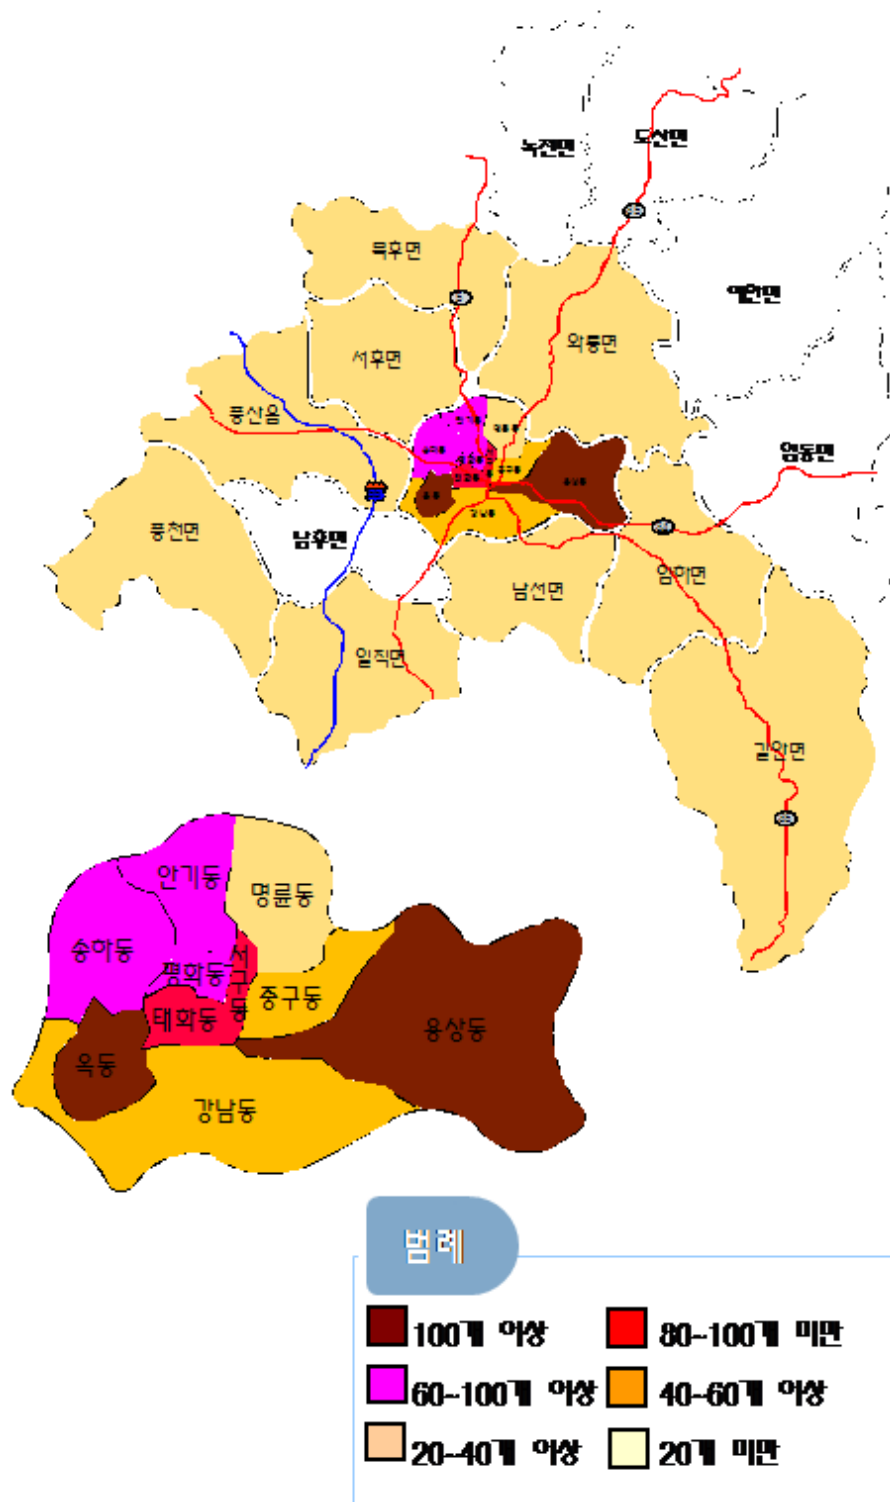 녹전면
도산면
북후면
예안면
와룡면
서후면
풍산읍
임동면
풍천면
남후면
임하면
남선면
일직면
길안면
안기동
명륜동
송하동
평화동
서구동
중구동
태화동
용상동
옥동
강남동
범례
100개 이상
80~100개 미만
60~100개 이상
40~60개 이상
20~40개 이상
20개 미만